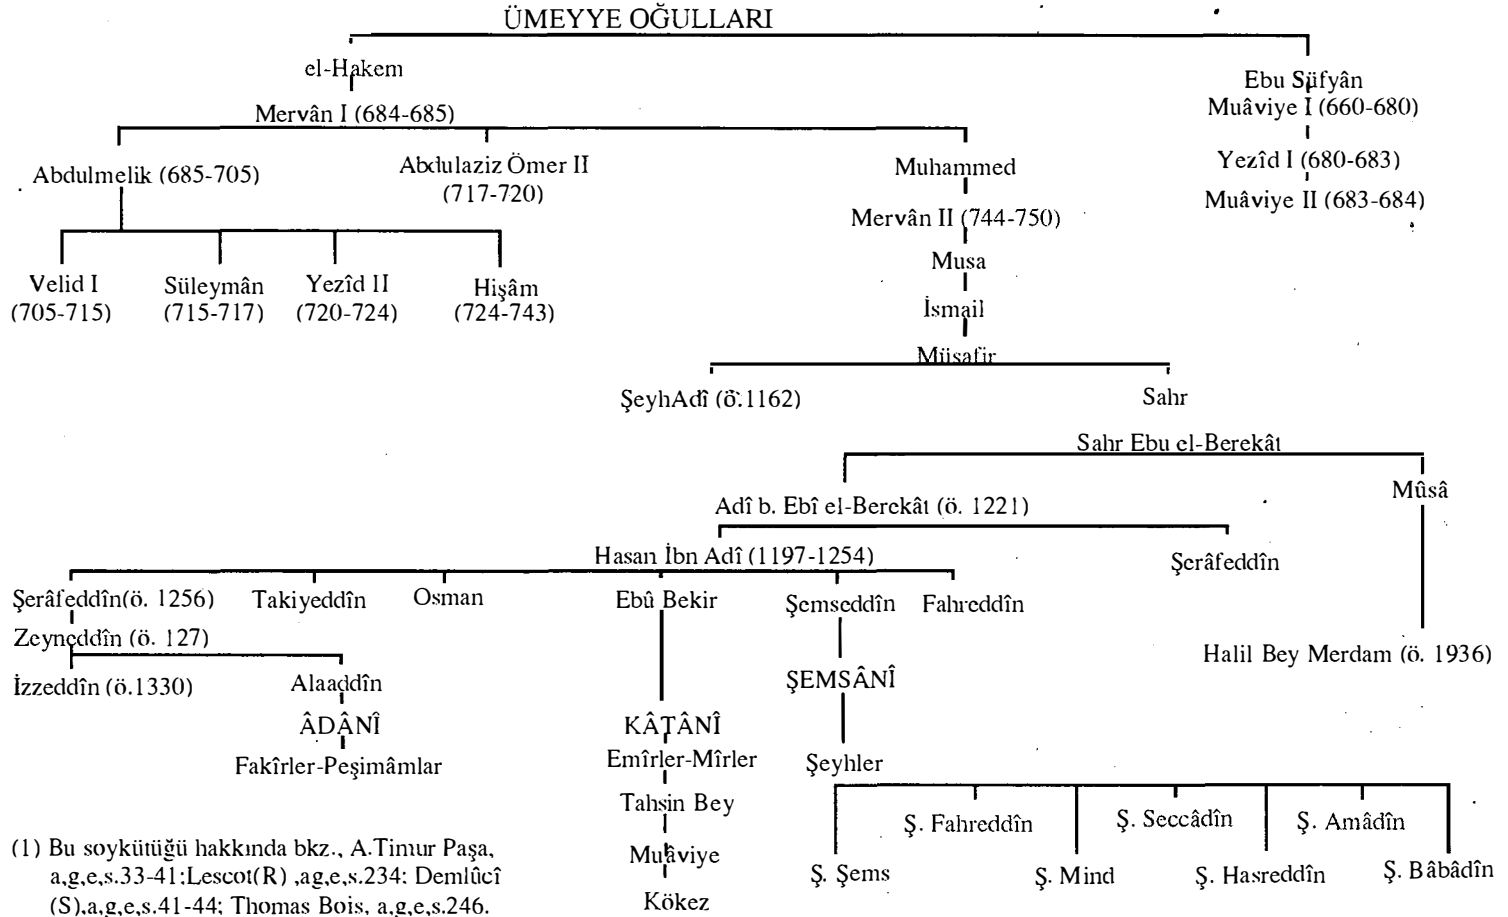 ÜMEYYE OĞULLARI
el-Hakem
Ebu Süfyân
Mervân I (684-685)
Muâviye I (660-680)
Abdulmelik (685-705)
Abdulaziz Ömer II
(717-720)
Muhammed
Yezîd I (680-683)
Mervân II (744-750)
Muâviye II (683-684)
Musa
Velid I
(705-715)
Süleymân
(715-717)
Yezîd II
(720-724)
Hişâm
(724-743)
İsmail
Müsafir
ŞeyhAdî (ö.1162)
Sahr
Sahr Ebu el-Berekât
Adî b. Ebî el-Berekât (ö. 1221)
Mûsâ
Hasan İbn Adî (1197-1254)
Şerâfeddîn
Şerâfeddîn(ö. 1256)
Takiyeddîn
Osman
Ebû Bekir
Şemseddîn
Fahreddîn
Zeyneddîn (ö. 127)
Halil Bey Merdam (ö. 1936)
İzzeddîn (ö.1330)
Alaaddîn
ŞEMSÂNÎ
ÂDÂNÎ
KÂTÂNÎ
Fakîrler-Peşimâmlar
Emîrler-Mîrler
Şeyhler
Tahsin Bey
Ş. Fahreddîn
Ş. Seccâdîn
Ş. Amâdîn
Muâviye
Ş. Şems
Ş. Mind
Ş. Hasreddîn
Ş. Bâbâdîn
Kökez
(1) Bu soykütüğü hakkında bkz., A.Timur Paşa,
a,g,e,s.33-41;Lescot(R) ,ag,e,s.234: Demlûcî
(S),a,g,e,s.41-44; Thomas Bois, a,g,e,s.246.